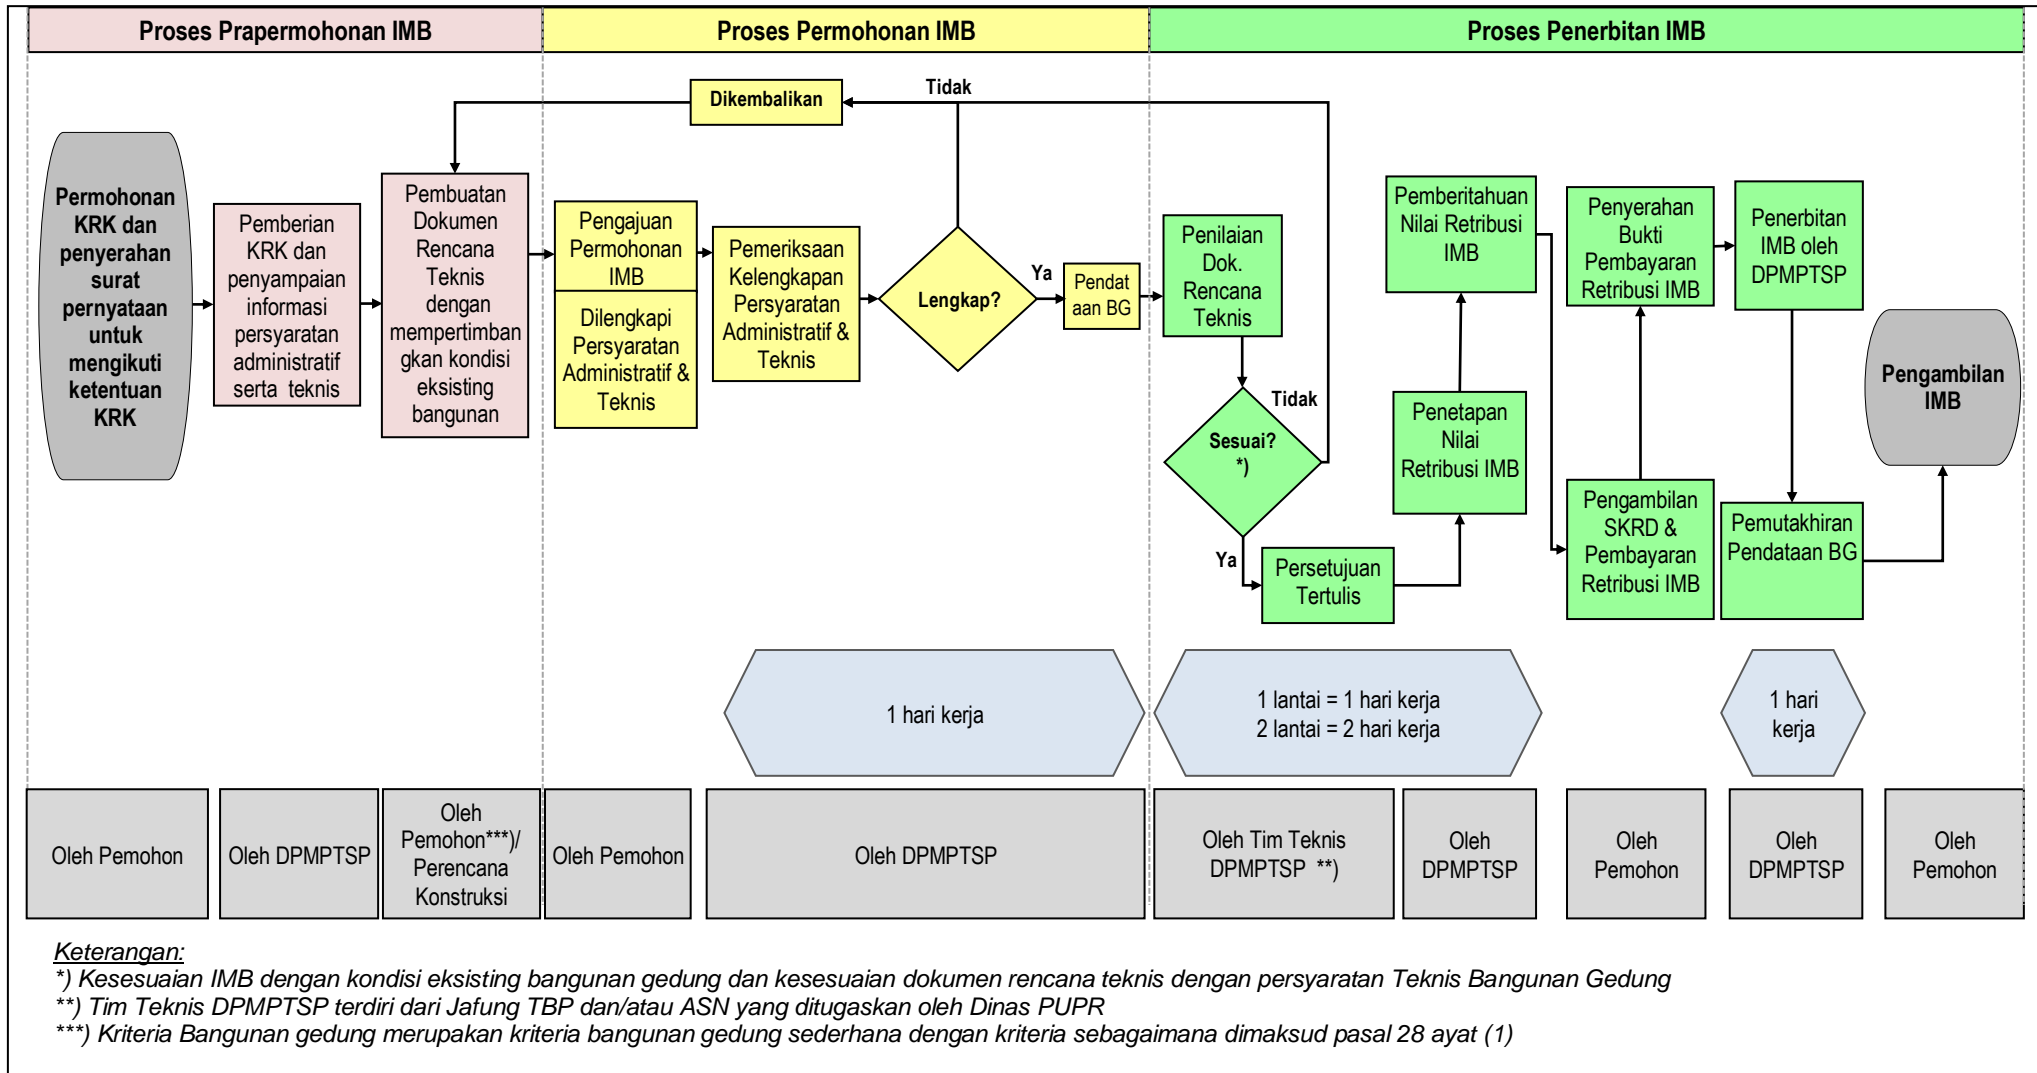 Proses Prapermohonan IMB
Proses Permohonan IMB
Proses Penerbitan IMB
Dikembalikan
Tidak
Permohonan
KRK dan
penyerahan
surat
pernyataan
untuk
mengikuti
ketentuan
KRK
Pemberian
KRK dan
penyampaian
informasi
persyaratan
administratif
serta teknis
Pembuatan
Dokumen
Rencana
Teknis
dengan
mempertimban
gkan kondisi
eksisting
bangunan
Pengajuan
Permohonan
IMB
Dilengkapi
Persyaratan
Administratif &
Teknis
Pemeriksaan
Kelengkapan
Persyaratan
Administratif &
Teknis
Lengkap?
Ya
Pendat
aan BG
Penilaian
Dok.
Rencana
Teknis
Sesuai?
*)
Tidak
Ya
Persetujuan
Tertulis
Pemberitahuan
Nilai Retribusi
IMB
Penetapan
Nilai
Retribusi IMB
Penyerahan
Bukti
Pembayaran
Retribusi IMB
Pengambilan
SKRD &
Pembayaran
Retribusi IMB
Penerbitan
IMB oleh
DPMPTSP
Pemutakhiran
Pendataan BG
Pengambilan
IMB
1 hari kerja
1 lantai = 1 hari kerja
2 lantai = 2 hari kerja
1 hari
kerja
Oleh Pemohon
Oleh DPMPTSP
Oleh
Pemohon***)/
Perencana
Konstruksi
Oleh Pemohon
Oleh DPMPTSP
Oleh Tim Teknis
DPMPTSP **)
Oleh
DPMPTSP
Oleh
Pemohon
Oleh
DPMPTSP
Oleh
Pemohon
Keterangan:
*) Kesesuaian IMB dengan kondisi eksisting bangunan gedung dan kesesuaian dokumen rencana teknis dengan persyaratan Teknis Bangunan Gedung
**) Tim Teknis DPMPTSP terdiri dari Jafung TBP dan/atau ASN yang ditugaskan oleh Dinas PUPR
***) Kriteria Bangunan gedung merupakan kriteria bangunan gedung sederhana dengan kriteria sebagaimana dimaksud pasal 28 ayat (1)